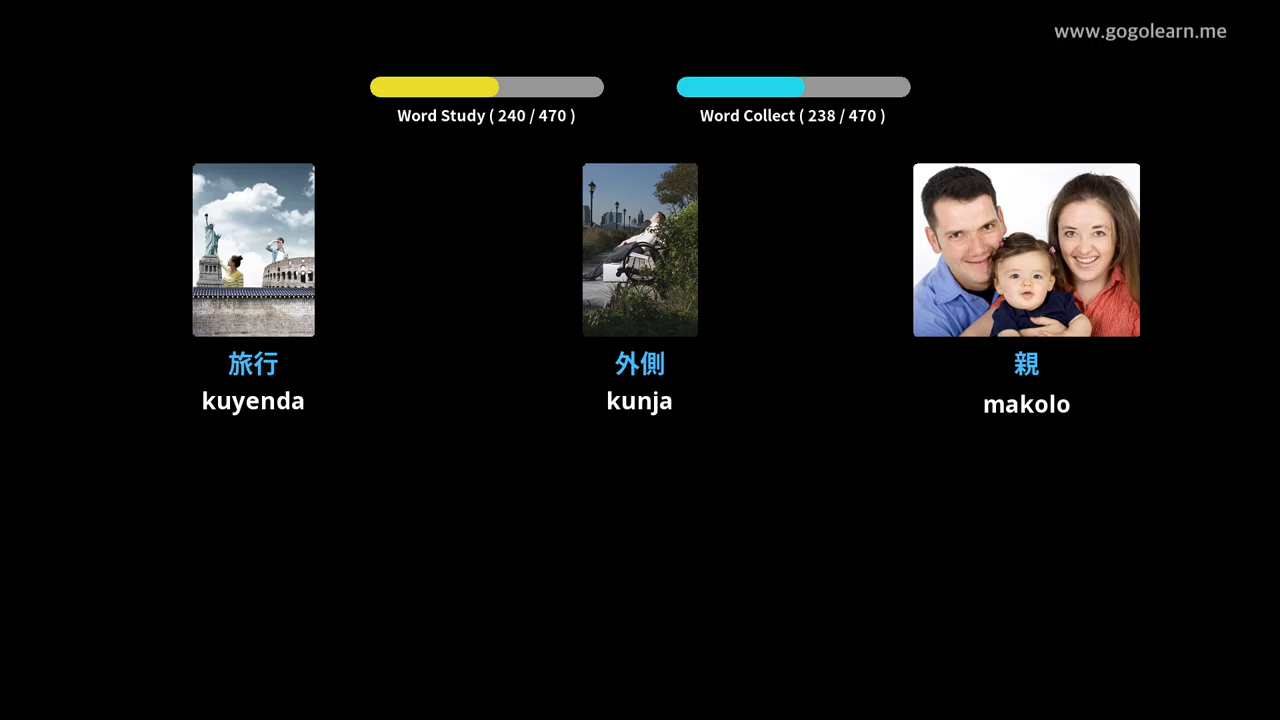 www.gogolearn.me
Word Study ( 240 / 470 )
Word Collect ( 238 / 470 )
旅行
kuyenda
外側
kunja
親
makolo